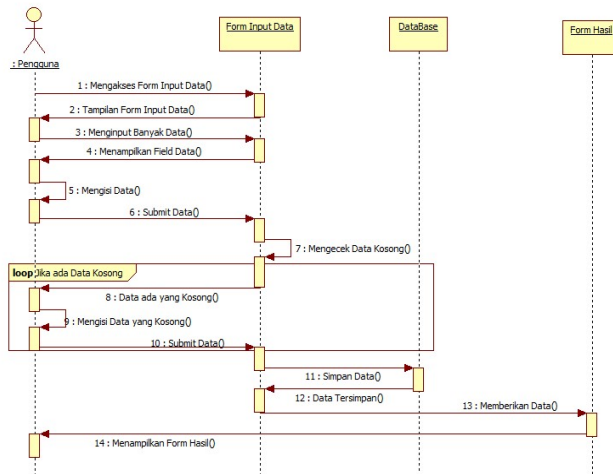 Form Input Data
DataBase
Form Hasil
: Pengguna
1 : Mengakses Form Input Data()
2 : Tampilan Form Input Data()
3 : Menginput Banyak Data()
4 : Menampilkan Field Data()
5 : Mengisi Data()
6 : Submit Data()
7 : Mengecek Data Kosong()
loop Jika ada Data Kosong
8 : Data ada yang Kosong()
9 : Mengisi Data yang Kosong()
10 : Submit Data()
11 : Simpan Data()
12 : Data Tersimpan()
13 : Memberikan Data()
14 : Menampilkan Form Hasil()